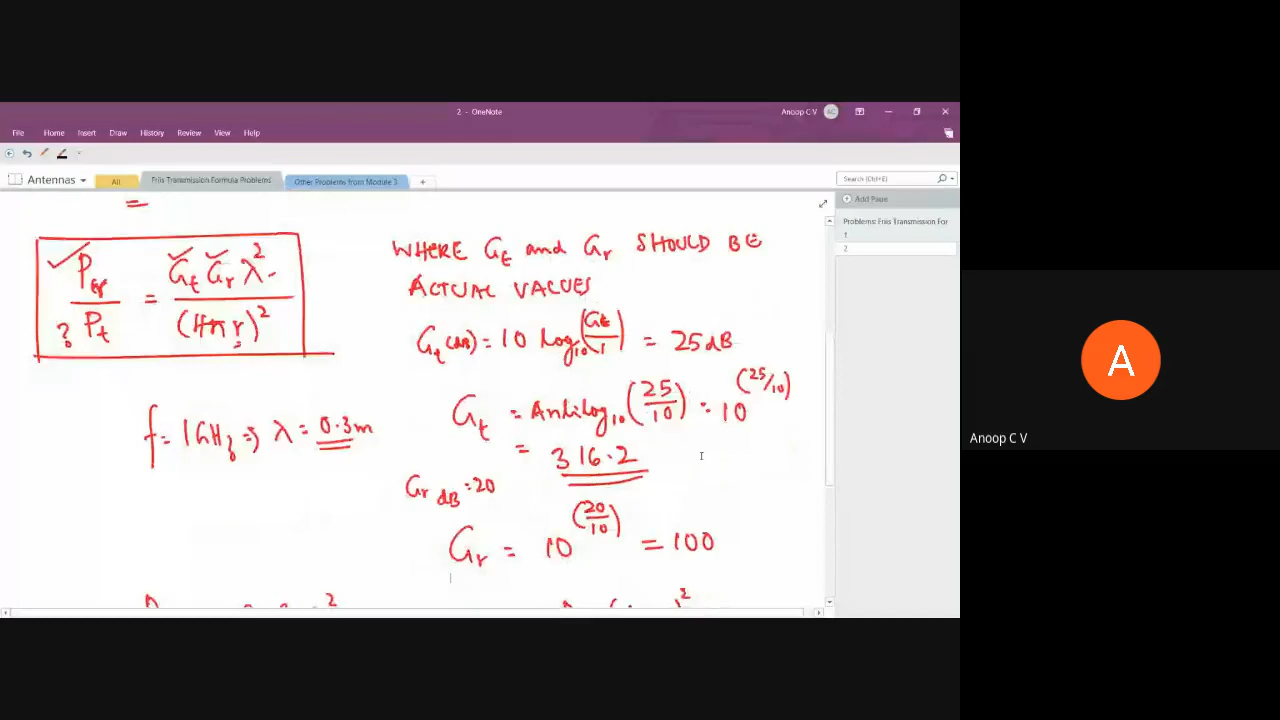 2 - OneNote
Anoop C V
AC
File Home Insert Draw History Review View Help
Antennas
All
Friis Transmission Formula Problems
Other Problems from Module 3
Search (Ctrl+E)
Add Page
Problems: Friis Transmission For
1
2
=
Pr / Pt = Gt Gr λ² / (4πr)²
?
WHERE Gt and Gr SHOULD BE
ACTUAL VALUES
Gt (dB) = 10 log10 (Gt/1) = 25 dB
Gt = Antilog10 (25/10) = 10^(25/10)
= 316.2
f = 1GHz => λ = 0.3m
Gr dB = 20
Gr = 10^(20/10) = 100
A
Anoop C V